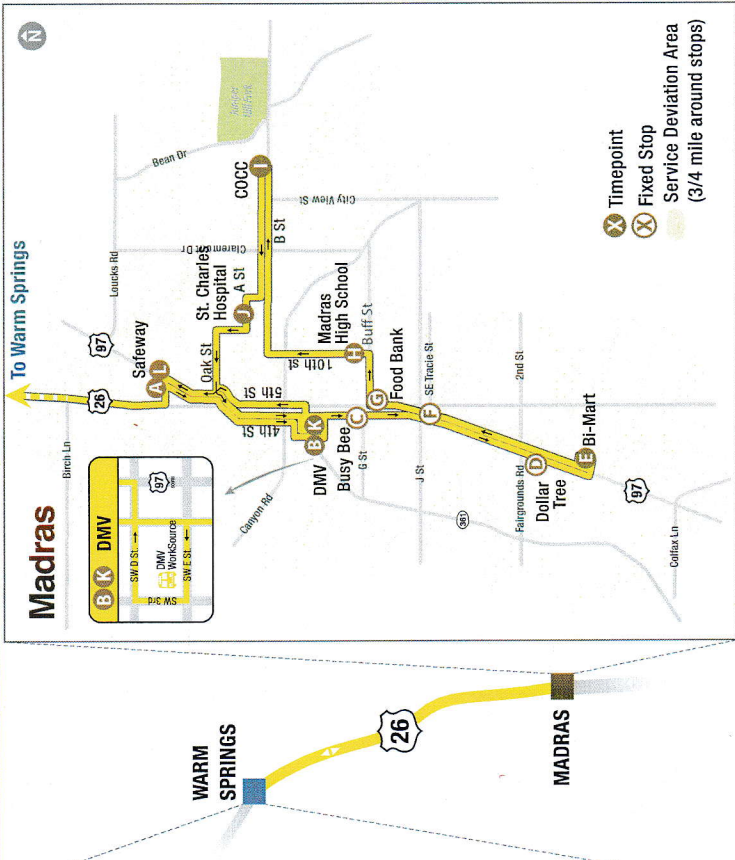 Madras
To Warm Springs
26
97
N
Birch Ln
Loucks Rd
Bean Dr
Safeway
A
L
Oak St
St. Charles
Hospital
J
A St
COCC
I
B St
City View St
10th st
4th St
5th St
Canyon Rd
B
K
DMV
SW D St.
97
DMV
WorkSource
SW E St.
SW 3rd
B
K
DMV
Busy Bee
C
G St
Madras
High School
H
Buff St
G
Food Bank
F
SE Tracie St
J St
361
2nd St
Fairgrounds Rd
D
Dollar
Tree
E
Bi-Mart
97
Colfax Ln
X Timepoint
X Fixed Stop
Service Deviation Area
(3/4 mile around stops)
WARM
SPRINGS
26
MADRAS